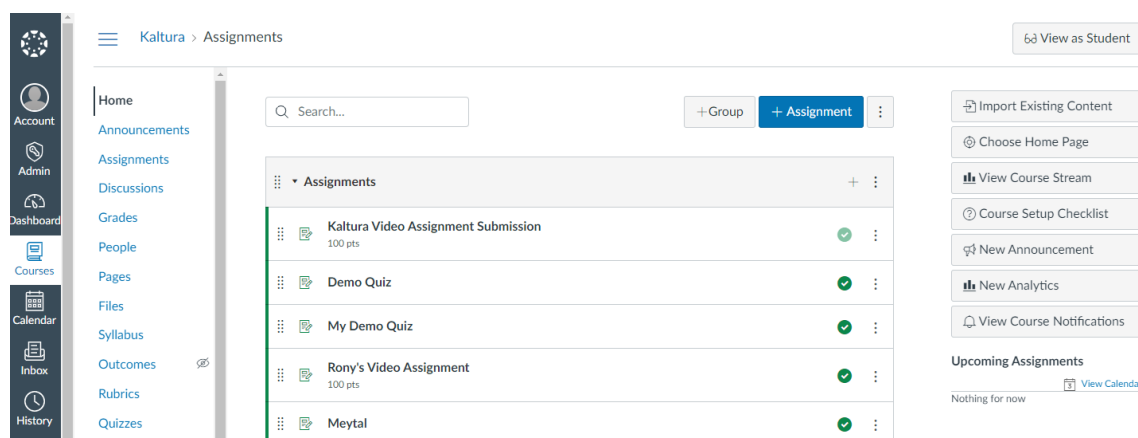 Kaltura > Assignments
View as Student
Account
Admin
Dashboard
Courses
Calendar
Inbox
History
Home
Announcements
Assignments
Discussions
Grades
People
Pages
Files
Syllabus
Outcomes
Rubrics
Quizzes
Search...
+Group
+ Assignment
Assignments
Kaltura Video Assignment Submission
100 pts
Demo Quiz
My Demo Quiz
Rony's Video Assignment
100 pts
Meytal
Import Existing Content
Choose Home Page
View Course Stream
Course Setup Checklist
New Announcement
New Analytics
View Course Notifications
Upcoming Assignments
3 View Calenda
Nothing for now